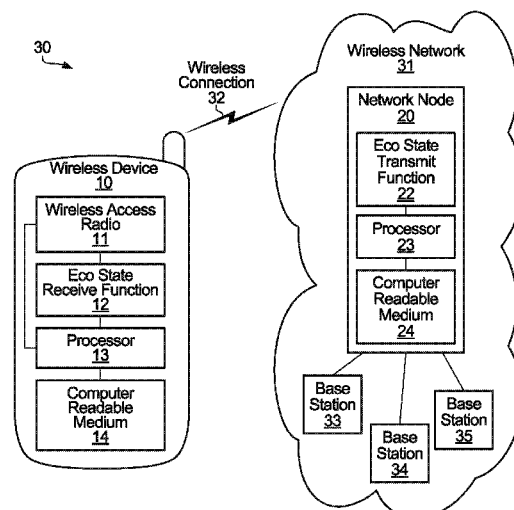 30
Wireless
Connection
32
Wireless Network
31
Network Node
20
Eco State
Transmit
Function
22
Processor
23
Computer
Readable
Medium
24
Wireless Device
10
Wireless Access
Radio
11
Eco State
Receive Function
12
Processor
13
Computer
Readable
Medium
14
Base
Station
33
Base
Station
34
Base
Station
35